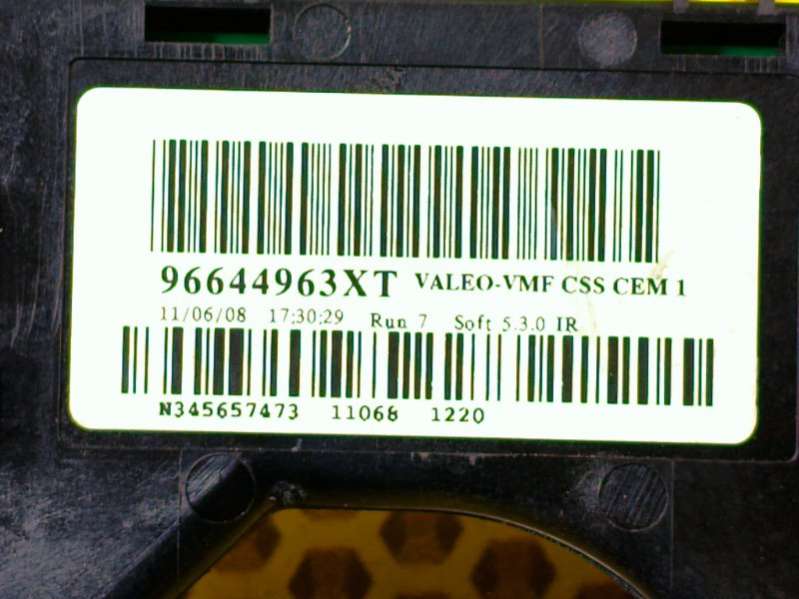 96644963XT VALEO-VMF CSS CEM 1
11/06/08 17:30:29 Run 7 Soft 5.3.0 IR
N345657473 11068 1220